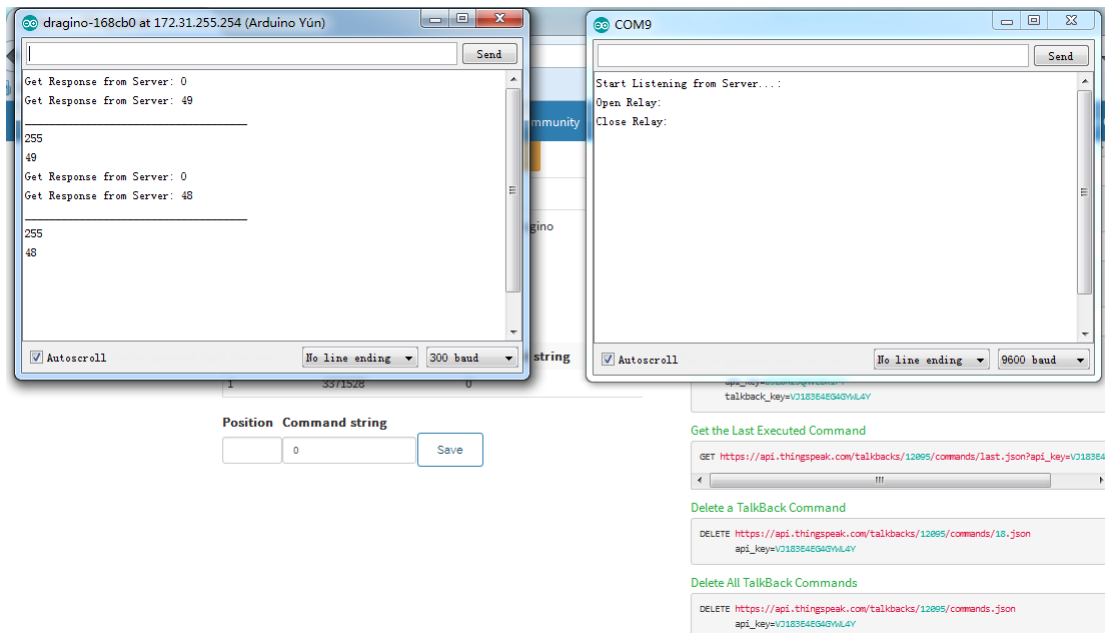 dragino-168cb0 at 172.31.255.254 (Arduino Yún)
Send
Get Response from Server: 0
Get Response from Server: 49
255
49
Get Response from Server: 0
Get Response from Server: 48
255
48
Autoscroll
No line ending
300 baud
COM9
Send
Start Listening from Server...:
Open Relay:
Close Relay:
Autoscroll
No line ending
9600 baud
mmunity
gino
string
1 3371528 0
Position Command string
0
Save
talkback_key=VJ183E4EG4GYWL4Y
Get the Last Executed Command
GET https://api.thingspeak.com/talkbacks/12095/commands/last.json?api_key=VJ183E4
Delete a TalkBack Command
DELETE https://api.thingspeak.com/talkbacks/12095/commands/18.json
api_key=VJ183E4EG4GYWL4Y
Delete All TalkBack Commands
DELETE https://api.thingspeak.com/talkbacks/12095/commands.json
api_key=VJ183E4EG4GYWL4Y